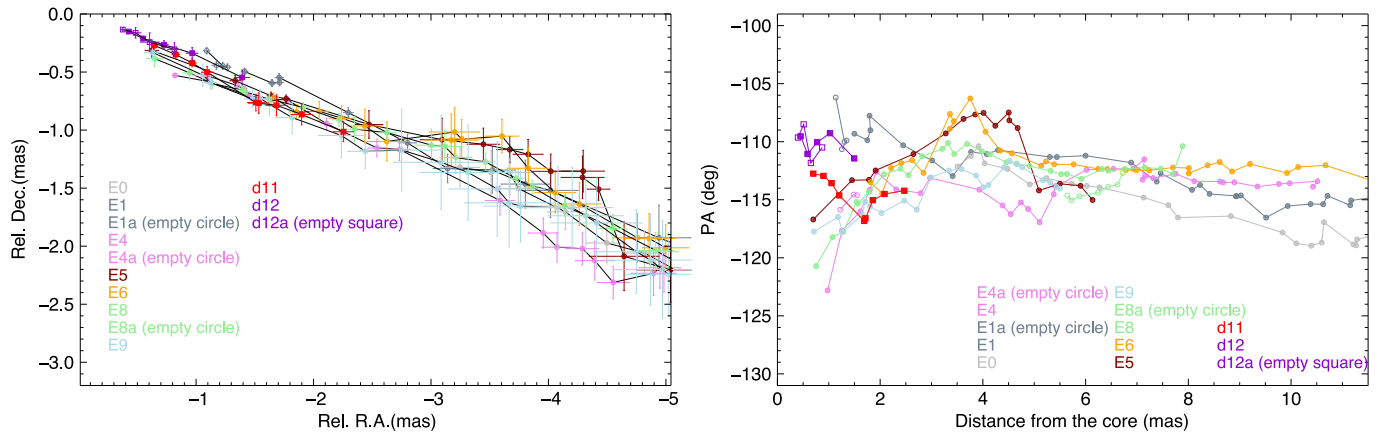 0.0
−0.5
−1.0
−1.5
−2.0
−2.5
−3.0
Rel. Dec.(mas)
E0
E1
E1a (empty circle)
E4
E4a (empty circle)
E5
E6
E8
E8a (empty circle)
E9
d11
d12
d12a (empty square)
−1
−2
−3
−4
−5
Rel. R.A.(mas)
−100
−105
−110
−115
−120
−125
−130
PA (deg)
E4a (empty circle)
E4
E1a (empty circle)
E1
E0
E9
E8a (empty circle)
E8
E6
E5
d11
d12
d12a (empty square)
0
2
4
6
8
10
Distance from the core (mas)